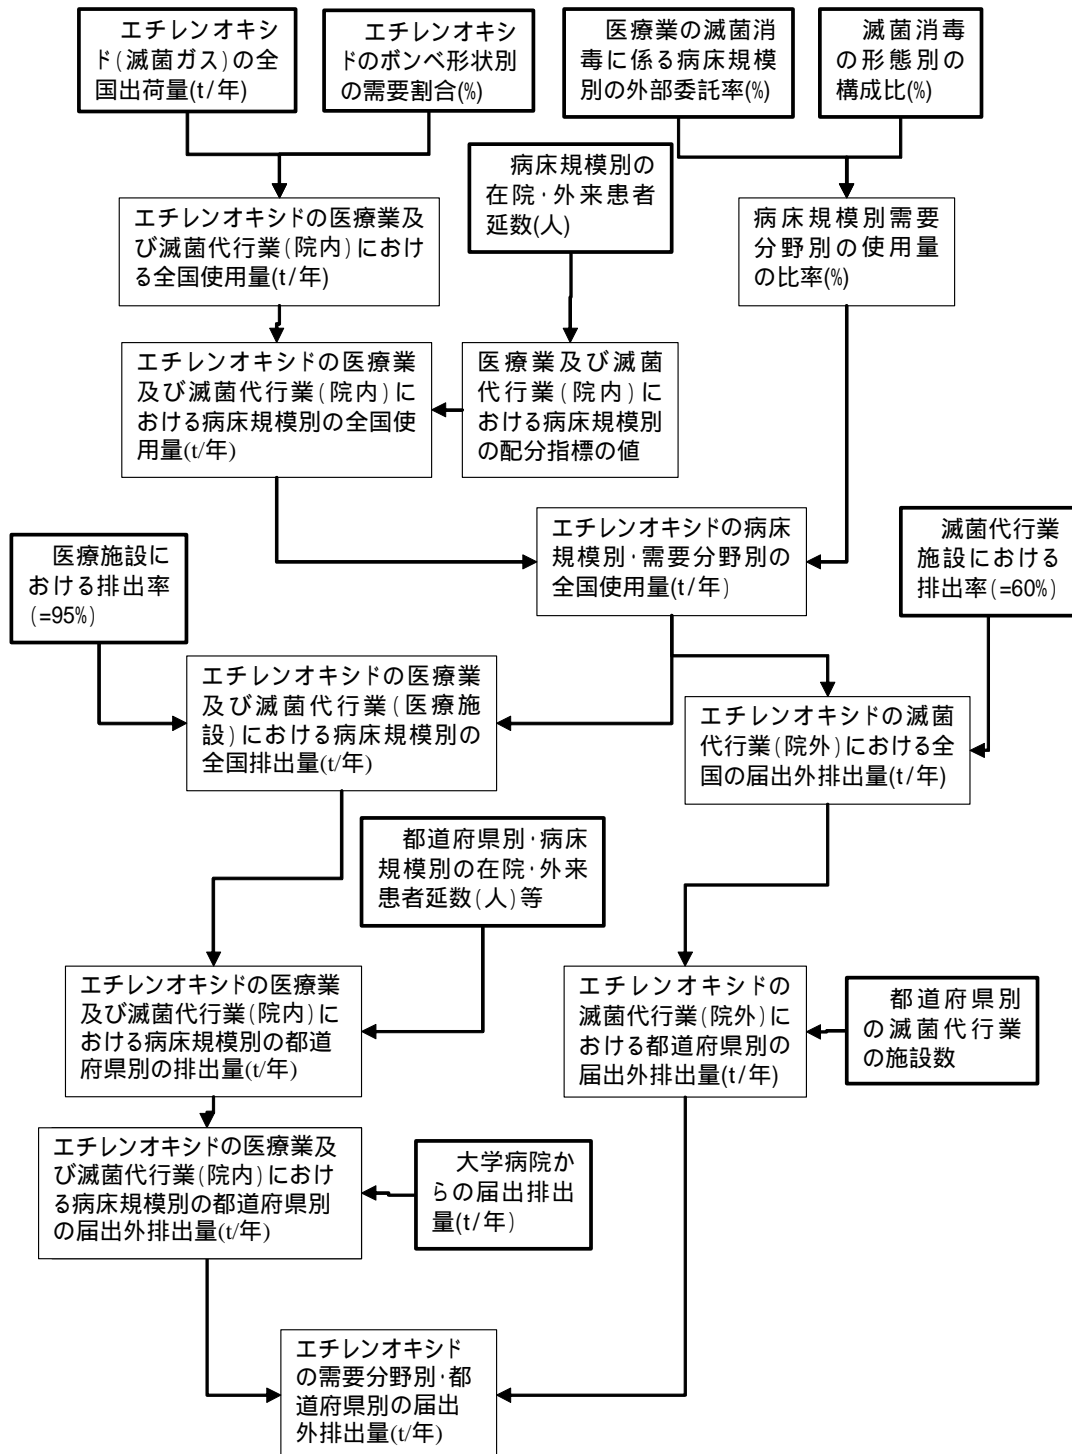 エチレンオキシ
ド(滅菌ガス)の全
国出荷量(t/年)
エチレンオキシ
ドのボンベ形状別
の需要割合(%)
医療業の滅菌消
毒に係る病床規模
別の外部委託率(%)
滅菌消毒
の形態別の
構成比(%)
病床規模別の
在院･外来患者
延数(人)
エチレンオキシドの医療業及
び滅菌代行業(院内)におけ
る全国使用量(t/年)
病床規模別需要
分野別の使用量
の比率(%)
エチレンオキシドの医療業
及び滅菌代行業(院内)に
おける病床規模別の全国使
用量(t/年)
医療業及び滅菌
代行業(院内)に
おける病床規模別
の配分指標の値
エチレンオキシドの病床
規模別･需要分野別の
全国使用量(t/年)
医療施設に
おける排出率
(=95%)
滅菌代行業
施設における
排出率(=60%)
エチレンオキシドの医療業
及び滅菌代行業(医療施
設)における病床規模別の
全国排出量(t/年)
エチレンオキシドの滅菌
代行業(院外)における全
国の届出外排出量(t/年)
都道府県別･病床
規模別の在院･外来
患者延数(人)等
エチレンオキシドの医療業
及び滅菌代行業(院内)に
おける病床規模別の都道
府県別の排出量(t/年)
エチレンオキシドの
滅菌代行業(院外)に
おける都道府県別の
届出外排出量(t/年)
都道府県別
の滅菌代行業
の施設数
エチレンオキシドの医療業及
び滅菌代行業(院内)におけ
る病床規模別の都道府県別
の届出外排出量(t/年)
大学病院か
らの届出排出
量(t/年)
エチレンオキシド
の需要分野別･都
道府県別の届出
外排出量(t/年)